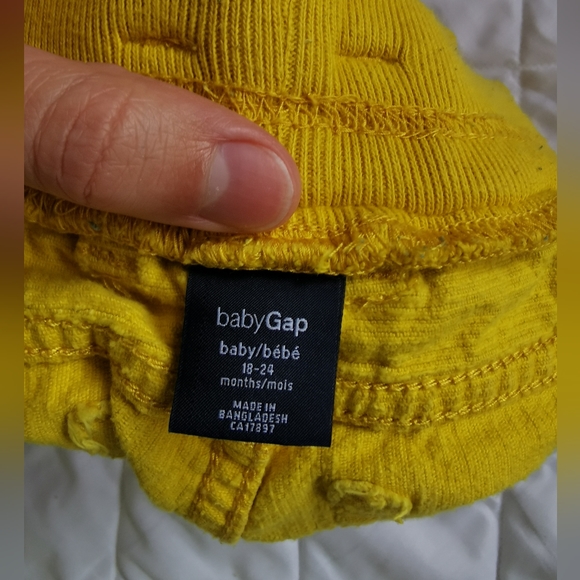 babyGap
baby/bébé
18-24
months/mois
MADE IN
BANGLADESH
CA17897